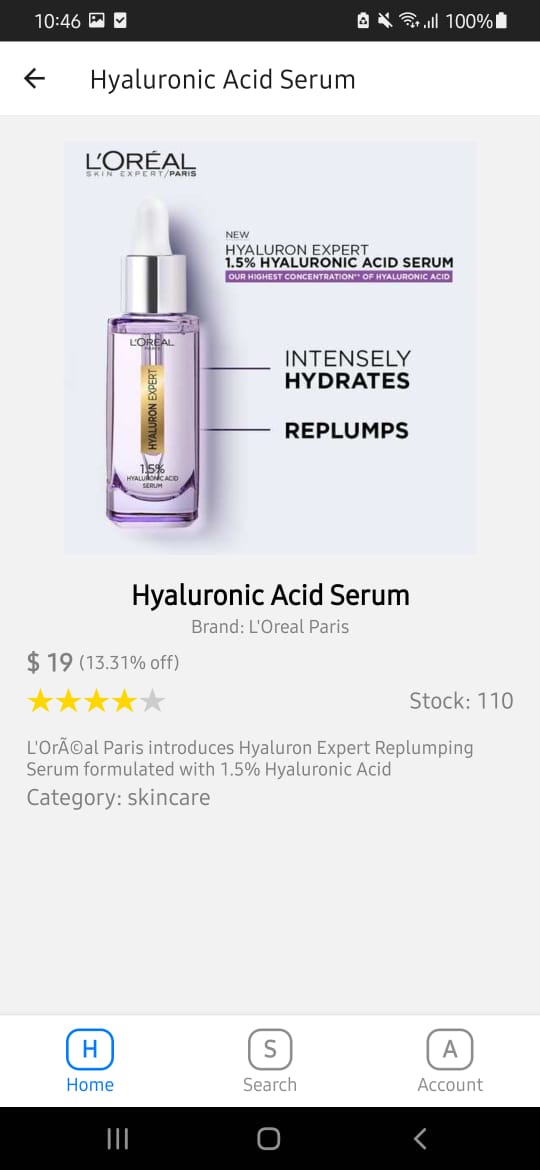 10:46
100%
Hyaluronic Acid Serum
L'ORÉAL
SKIN EXPERT/PARIS
NEW
HYALURON EXPERT
1.5% HYALURONIC ACID SERUM
OUR HIGHEST CONCENTRATION** OF HYALURONIC ACID
L'ORÉAL
PARIS
HYALURON EXPERT
1.5%
HYALURONIC ACID
SERUM
INTENSELY
HYDRATES
REPLUMPS
Hyaluronic Acid Serum
Brand: L'Oreal Paris
$ 19 (13.31% off)
Stock: 110
L'OrÃ©al Paris introduces Hyaluron Expert Replumping
Serum formulated with 1.5% Hyaluronic Acid
Category: skincare
H
S
A
Home
Search
Account